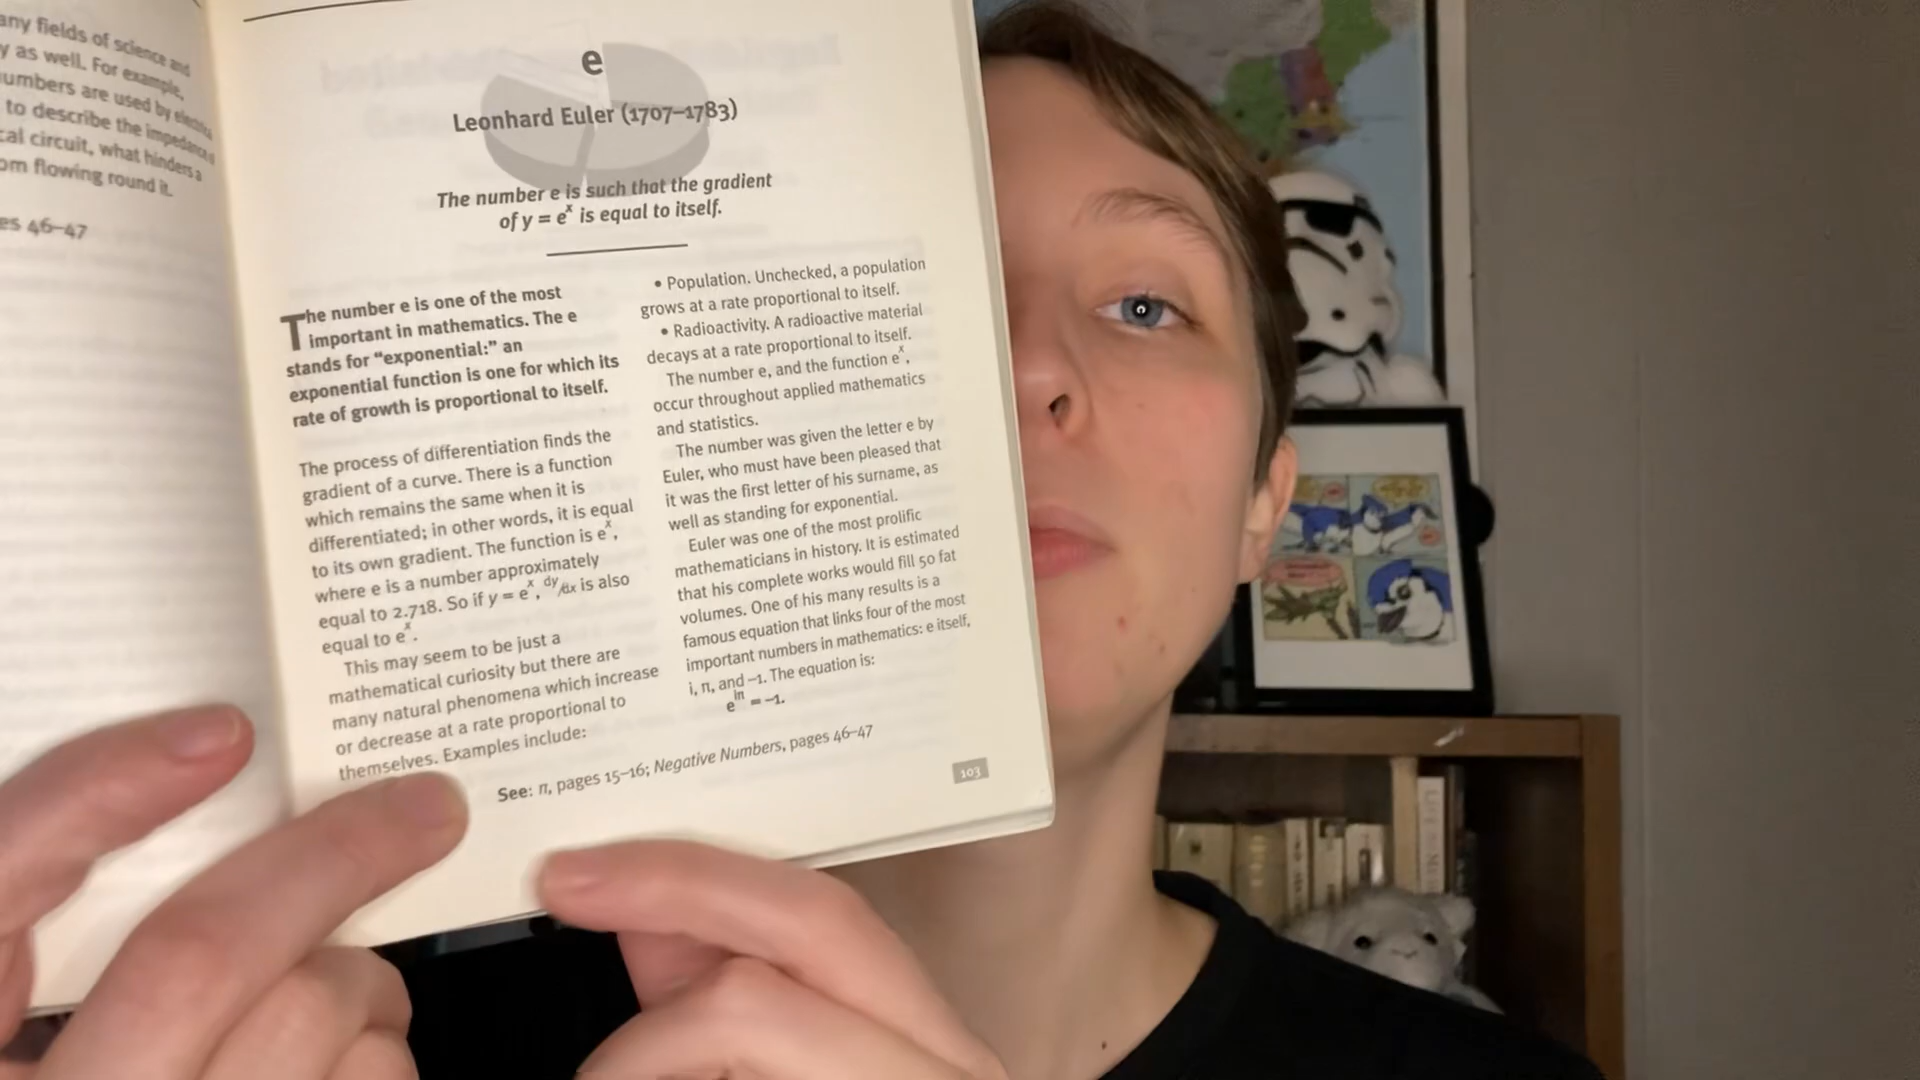 any fields of science and
y as well. For example,
umbers are used by
to describe the impedance
cal circuit, what hinders a
om flowing round it.
es 46–47
e
Leonhard Euler (1707–1783)
The number e is such that the gradient
of y = eˣ is equal to itself.
The number e is one of the most
important in mathematics. The e
stands for “exponential:” an
exponential function is one for which its
rate of growth is proportional to itself.
The process of differentiation finds the
gradient of a curve. There is a function
which remains the same when it is
differentiated; in other words, it is equal
to its own gradient. The function is eˣ,
where e is a number approximately
equal to 2.718. So if y = eˣ, dy/dx is also
equal to eˣ.
This may seem to be just a
mathematical curiosity but there are
many natural phenomena which increase
or decrease at a rate proportional to
themselves. Examples include:
• Population. Unchecked, a population
grows at a rate proportional to itself.
• Radioactivity. A radioactive material
decays at a rate proportional to itself.
The number e, and the function eˣ,
occur throughout applied mathematics
and statistics.
The number was given the letter e by
Euler, who must have been pleased that
it was the first letter of his surname, as
well as standing for exponential.
Euler was one of the most prolific
mathematicians in history. It is estimated
that his complete works would fill 50 fat
volumes. One of his many results is a
famous equation that links four of the most
important numbers in mathematics: e itself,
i, π, and –1. The equation is:
e^iπ = –1.
See: π, pages 15–16; Negative Numbers, pages 46–47
103